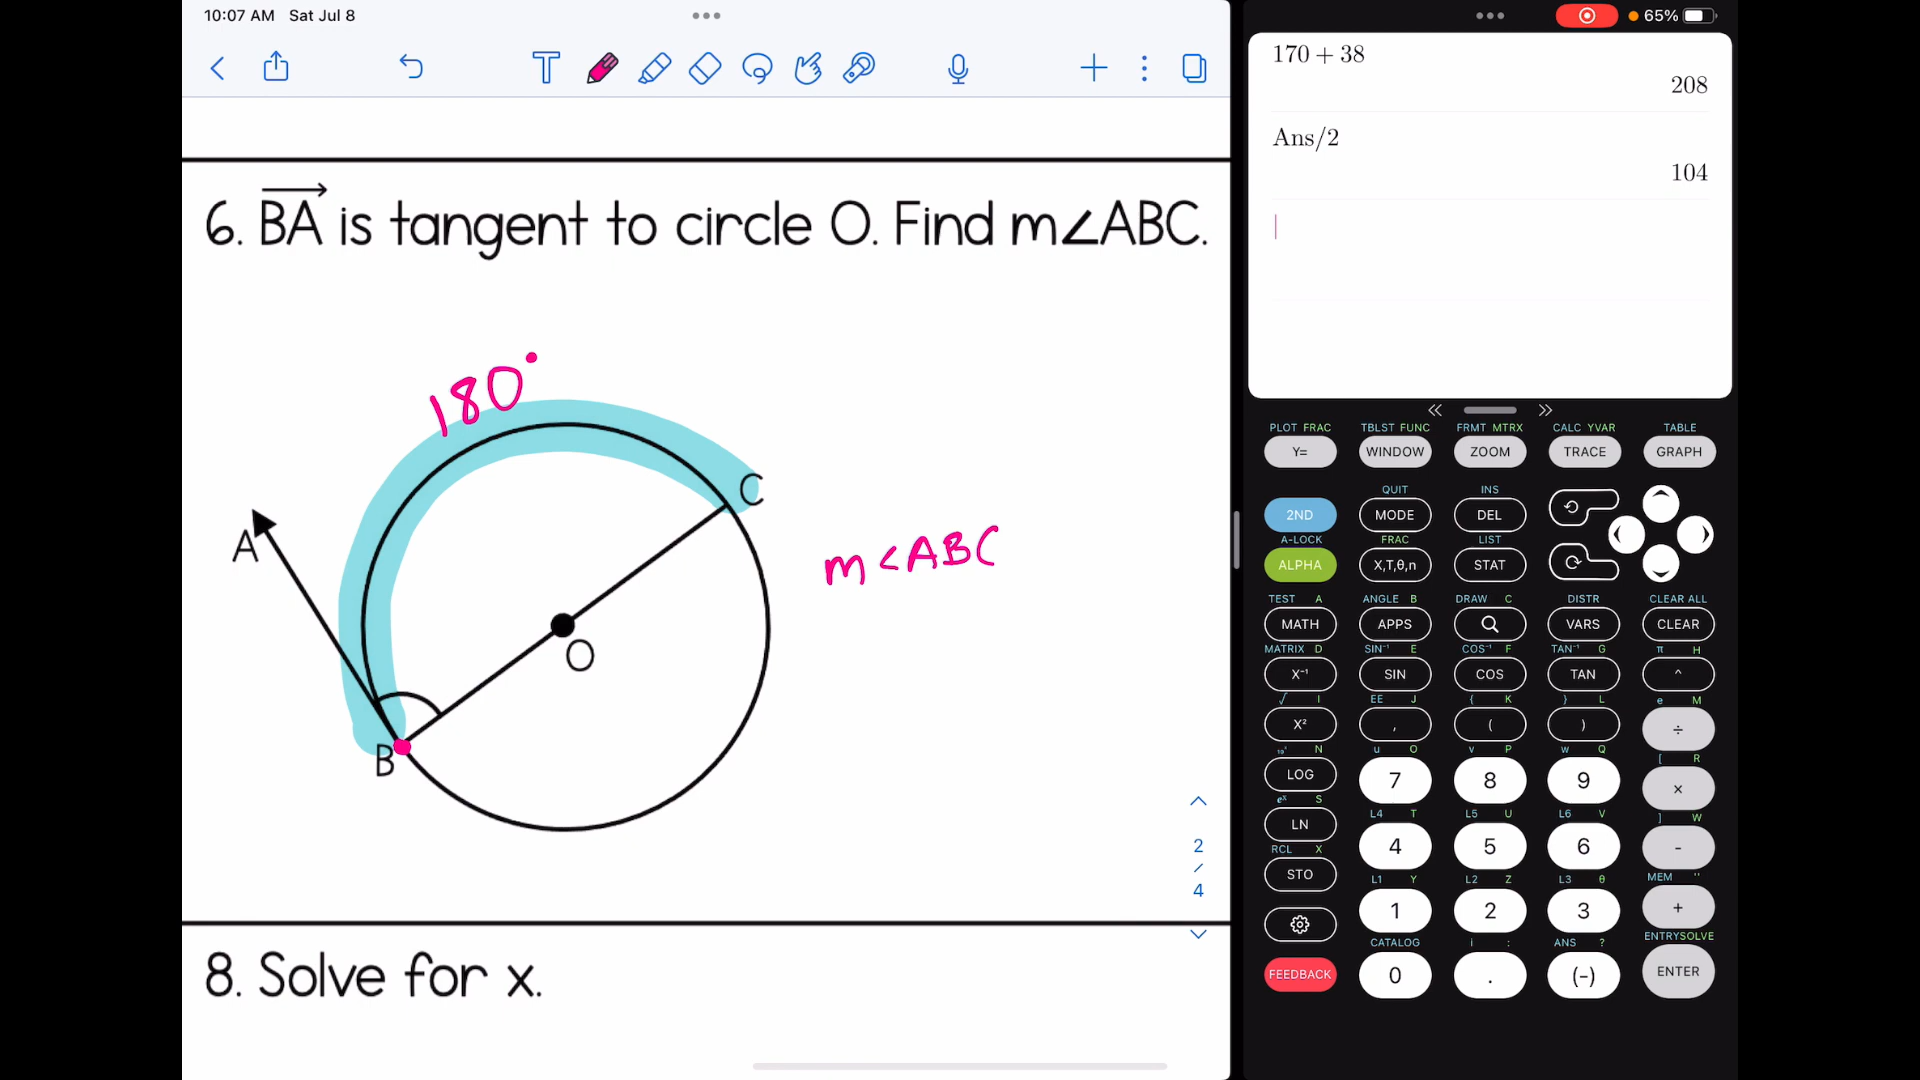 10:07 AM Sat Jul 8
65%
6. BA is tangent to circle O. Find m∠ABC.
180°
A
B
C
O
m<ABC
2
/
4
8. Solve for x.
170 + 38
208
Ans/2
104
PLOT FRAC TBLST FUNC FRMT MTRX CALC YVAR TABLE
Y= WINDOW ZOOM TRACE GRAPH
QUIT INS
2ND MODE DEL
A-LOCK FRAC LIST
ALPHA X,T,θ,n STAT
TEST A ANGLE B DRAW C DISTR CLEAR ALL
MATH APPS VARS CLEAR
MATRIX D SIN⁻¹ E COS⁻¹ F TAN⁻¹ G π H
X⁻¹ SIN COS TAN ^
√ I EE J { K } L e M
X² , ( ) ÷
10ˣ N u O v P w Q [ R
LOG 7 8 9 ×
eˣ S L4 T L5 U L6 V ] W
LN 4 5 6 -
RCL X L1 Y L2 Z L3 θ MEM "
STO 1 2 3 +
CATALOG i : ANS ? ENTRY SOLVE
FEEDBACK 0 . (-) ENTER